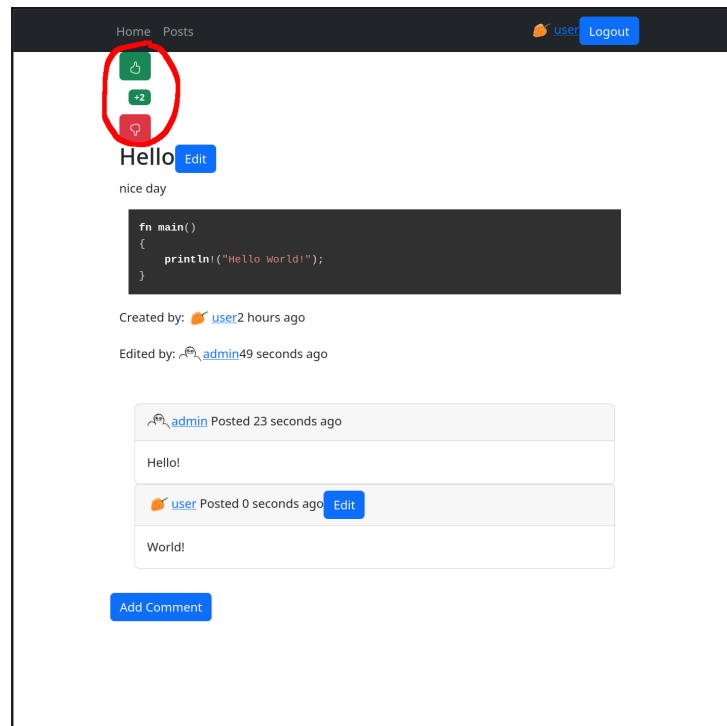 Home Posts user Logout
+2
Hello Edit
nice day
fn main()
{
    println!("Hello World!");
}
Created by: user2 hours ago
Edited by: admin49 seconds ago
admin Posted 23 seconds ago
Hello!
user Posted 0 seconds ago Edit
World!
Add Comment